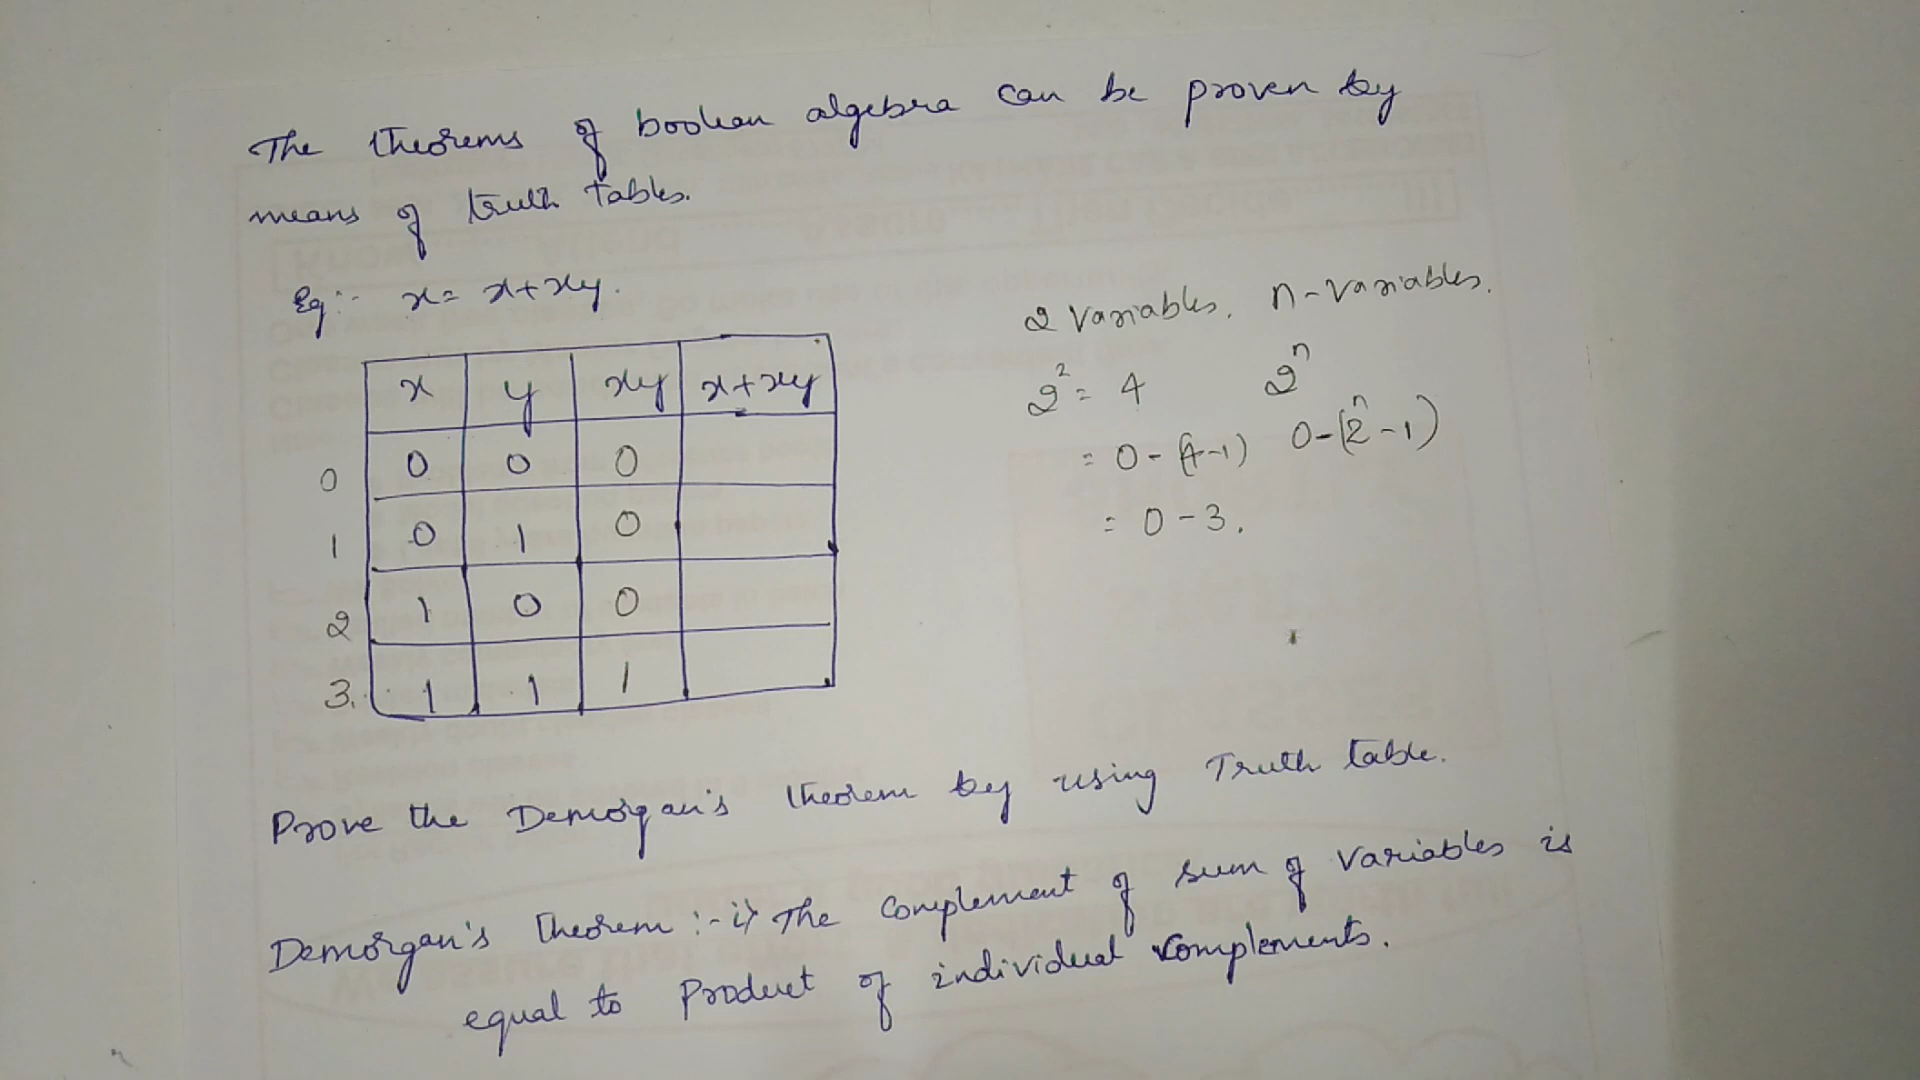 The theorems of boolean algebra can be proven by
means of truth tables.
Eg:- x = x+xy.
2 variables, n-variables.
2² = 4 2ⁿ
= 0-(4-1) 0-(2ⁿ-1)
= 0-3.
x y xy x+xy
0 0 0 0
1 0 1 0
2 1 0 0
3. 1 1 1
Prove the Demorgan's theorem by using Truth table.
Demorgan's theorem :- i) The complement of sum of variables is
equal to product of individual complements.